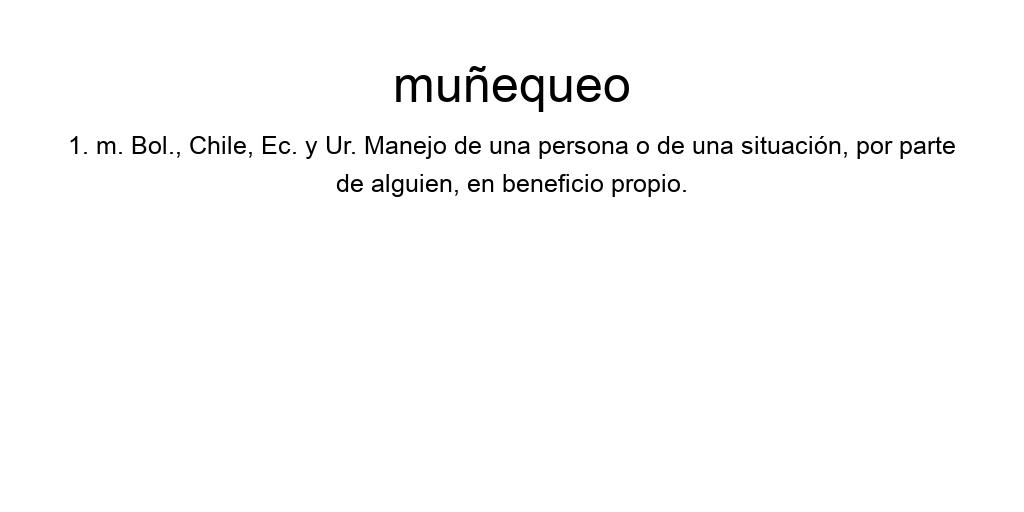 muñequeo
1. m. Bol., Chile, Ec. y Ur. Manejo de una persona o de una situación, por parte
de alguien, en beneficio propio.